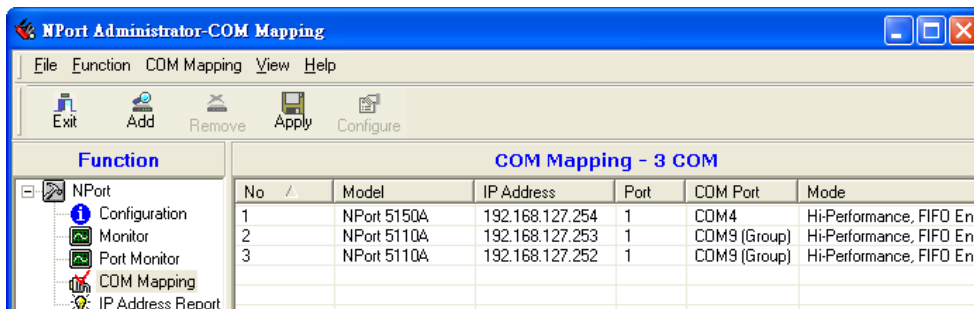 NPort Administrator-COM Mapping
File Function COM Mapping View Help
Exit Add Remove Apply Configure
Function
COM Mapping - 3 COM
NPort
Configuration
Monitor
Port Monitor
COM Mapping
IP Address Report
No Model IP Address Port COM Port Mode
1 NPort 5150A 192.168.127.254 1 COM4 Hi-Performance, FIFO En
2 NPort 5110A 192.168.127.253 1 COM9 (Group) Hi-Performance, FIFO En
3 NPort 5110A 192.168.127.252 1 COM9 (Group) Hi-Performance, FIFO En